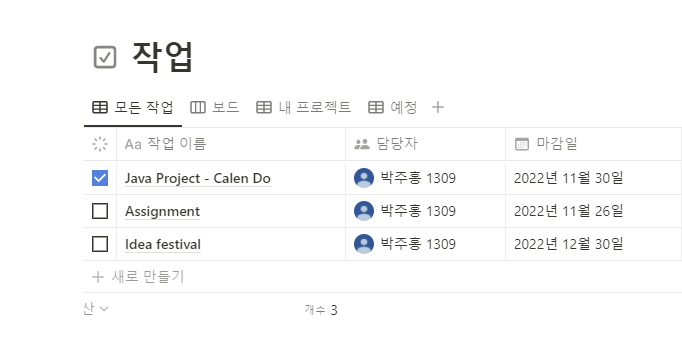 작업
모든 작업 보드 내 프로젝트 예정
Aa 작업 이름 담당자 마감일
Java Project - Calen Do 박주홍 1309 2022년 11월 30일
Assignment 박주홍 1309 2022년 11월 26일
Idea festival 박주홍 1309 2022년 12월 30일
+ 새로 만들기
산 개수 3